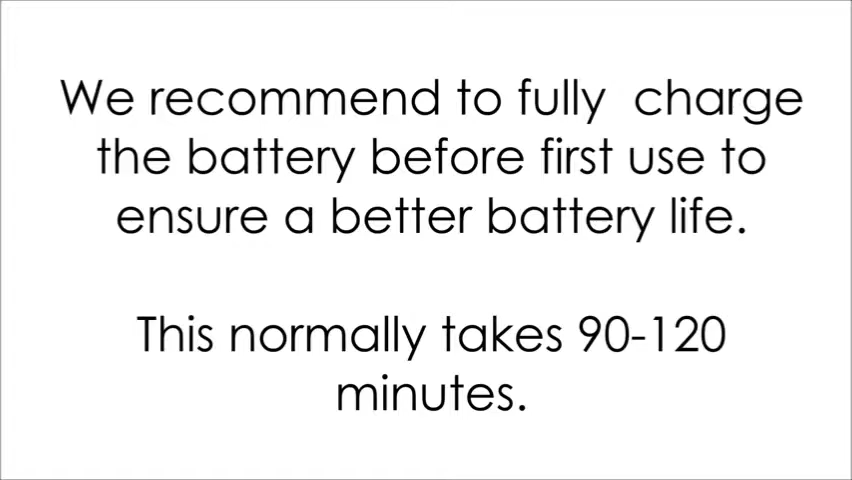 We recommend to fully  charge
the battery before first use to
ensure a better battery life.
This normally takes 90-120
minutes.